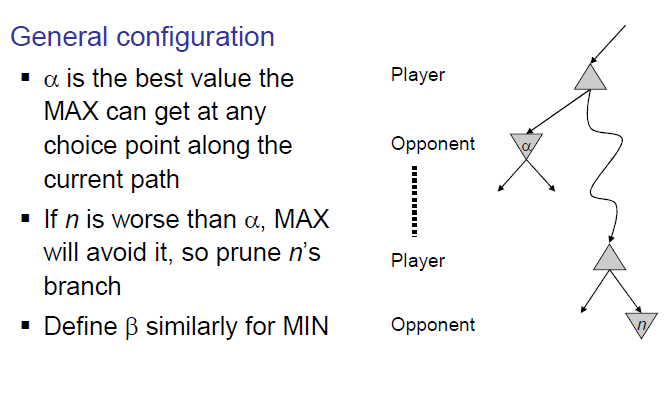 General configuration
▪ α is the best value the
MAX can get at any
choice point along the
current path
▪ If n is worse than α, MAX
will avoid it, so prune n's
branch
▪ Define β similarly for MIN
Player
Opponent
Player
Opponent
α
n